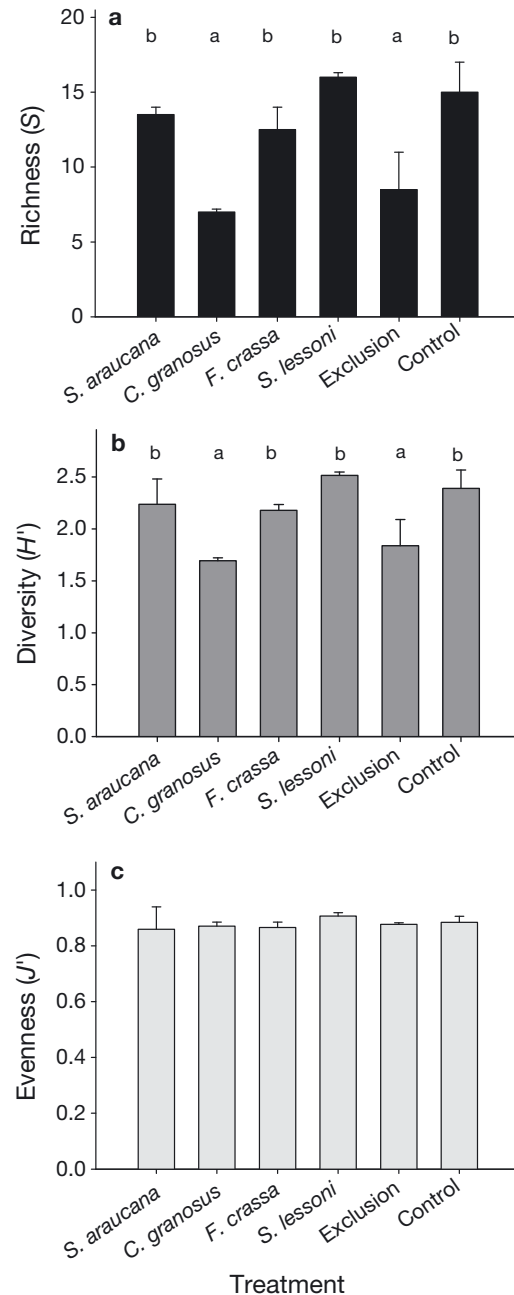 a
b a b b a b
Richness (S)
20
15
10
5
0
S. araucana
C. granosus
F. crassa
S. lessoni
Exclusion
Control
b
b a b b a b
Diversity (H')
2.5
2.0
1.5
1.0
0.5
0.0
S. araucana
C. granosus
F. crassa
S. lessoni
Exclusion
Control
c
Evenness (J')
1.0
0.8
0.6
0.4
0.2
0.0
S. araucana
C. granosus
F. crassa
S. lessoni
Exclusion
Control
Treatment